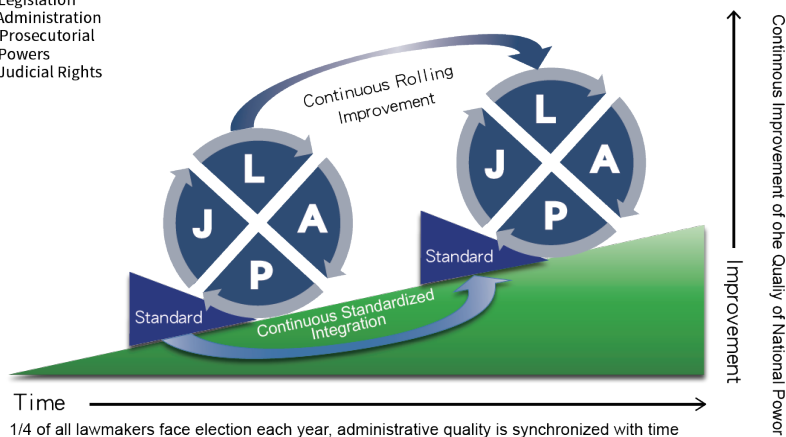 Legislation
Administration
Prosecutorial
Powers
Judicial Rights
Continuous Rolling
Improvement
L
A
P
J
L
A
P
J
Standard
Standard
Continuous Standardized
Integration
Improvement
Continnous Improvement of ohe Qualiy of National Powor
Time
1/4 of all lawmakers face election each year, administrative quality is synchronized with time